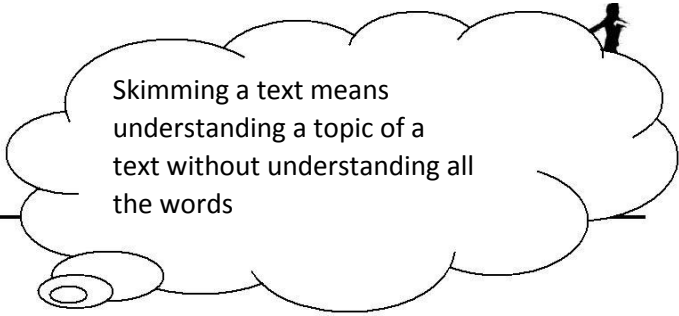 Skimming a text means
understanding a topic of a
text without understanding all
the words